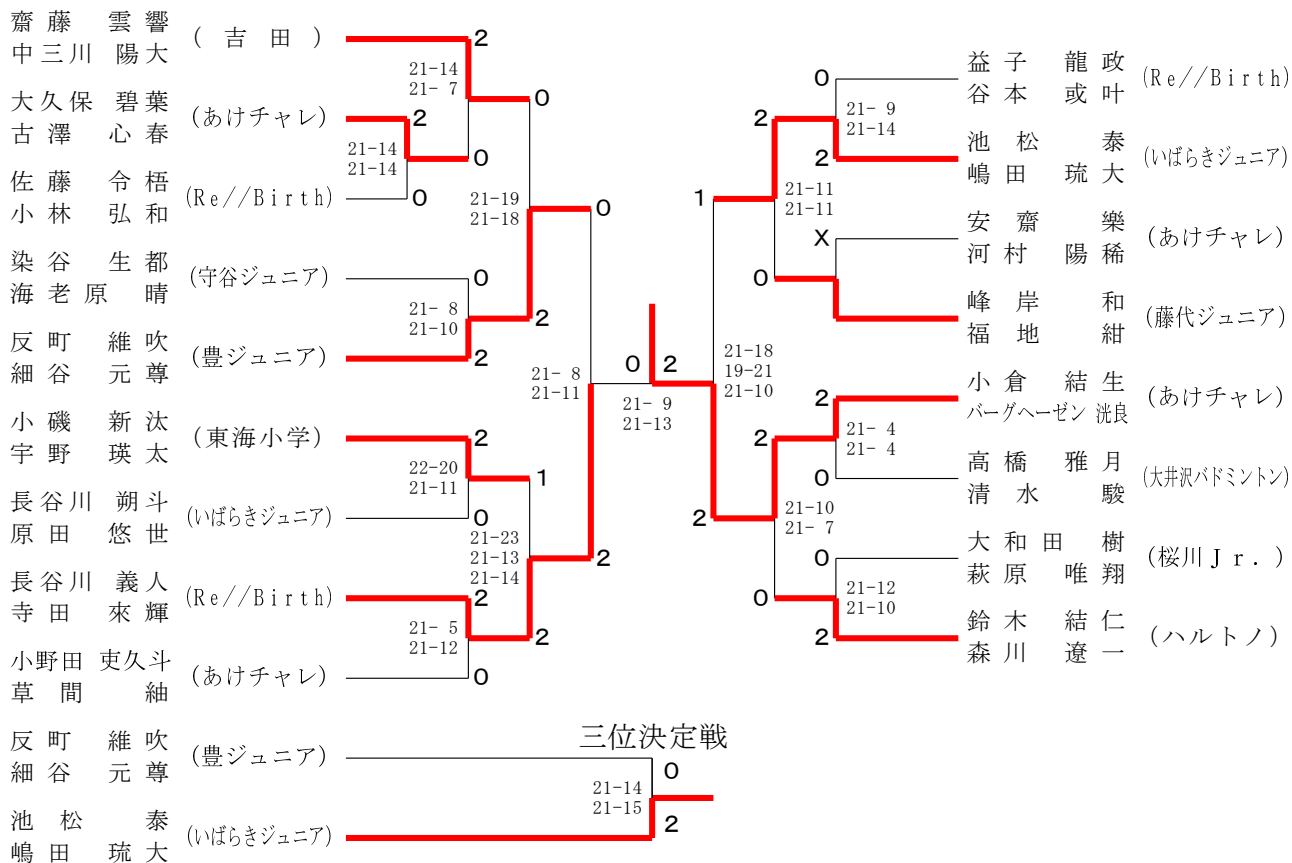 齋藤 雲響
中三川 陽大
(吉田)
大久保 碧葉
古澤 心春
(あけチャレ)
佐藤 令梧
小林 弘和
(Re//Birth)
染谷 生都
海老原 晴
(守谷ジュニア)
反町 維吹
細谷 元尊
(豊ジュニア)
小磯 新汰
宇野 瑛太
(東海小学)
長谷川 朔斗
原田 悠世
(いばらきジュニア)
長谷川 義人
寺田 來輝
(Re//Birth)
小野田 吏久斗
草間 紬
(あけチャレ)
2
21-14
21- 7
0
2
21-14
21-14
0
0
21-19
21-18
0
0
21- 8
21-10
2
2
21- 8
21-11
2
22-20
21-11
0
1
21-23
21-13
21-14
2
2
21- 5
21-12
0
2
0 2
21- 9
21-13
益子 龍政
谷本 或叶
(Re//Birth)
池松 泰
嶋田 琉大
(いばらきジュニア)
安齋 樂
河村 陽稀
(あけチャレ)
峰岸 和
福地 紺
(藤代ジュニア)
小倉 結生
バーグヘーゼン 洸良
(あけチャレ)
高橋 雅月
清水 駿
(大井沢バドミントン)
大和田 樹
萩原 唯翔
(桜川Jr.)
鈴木 結仁
森川 遼一
(ハルトノ)
0
21- 9
21-14
2
2
1
21-11
21-11
X
0
21-18
19-21
21-10
2
21- 4
21- 4
0
2
2
21-10
21- 7
0
21-12
21-10
0
2
三位決定戦
反町 維吹
細谷 元尊
(豊ジュニア)
0
21-14
21-15
2
池松 泰
嶋田 琉大
(いばらきジュニア)